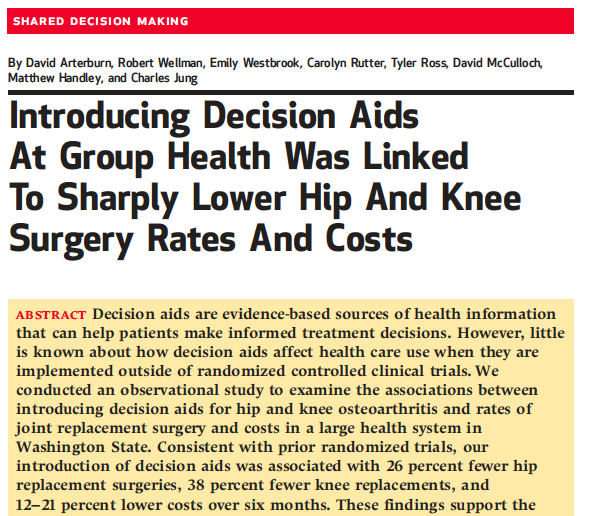 SHARED DECISION MAKING
By David Arterburn, Robert Wellman, Emily Westbrook, Carolyn Rutter, Tyler Ross, David McCulloch,
Matthew Handley, and Charles Jung
Introducing Decision Aids
At Group Health Was Linked
To Sharply Lower Hip And Knee
Surgery Rates And Costs
ABSTRACT Decision aids are evidence-based sources of health information
that can help patients make informed treatment decisions. However, little
is known about how decision aids affect health care use when they are
implemented outside of randomized controlled clinical trials. We
conducted an observational study to examine the associations between
introducing decision aids for hip and knee osteoarthritis and rates of
joint replacement surgery and costs in a large health system in
Washington State. Consistent with prior randomized trials, our
introduction of decision aids was associated with 26 percent fewer hip
replacement surgeries, 38 percent fewer knee replacements, and
12–21 percent lower costs over six months. These findings support the